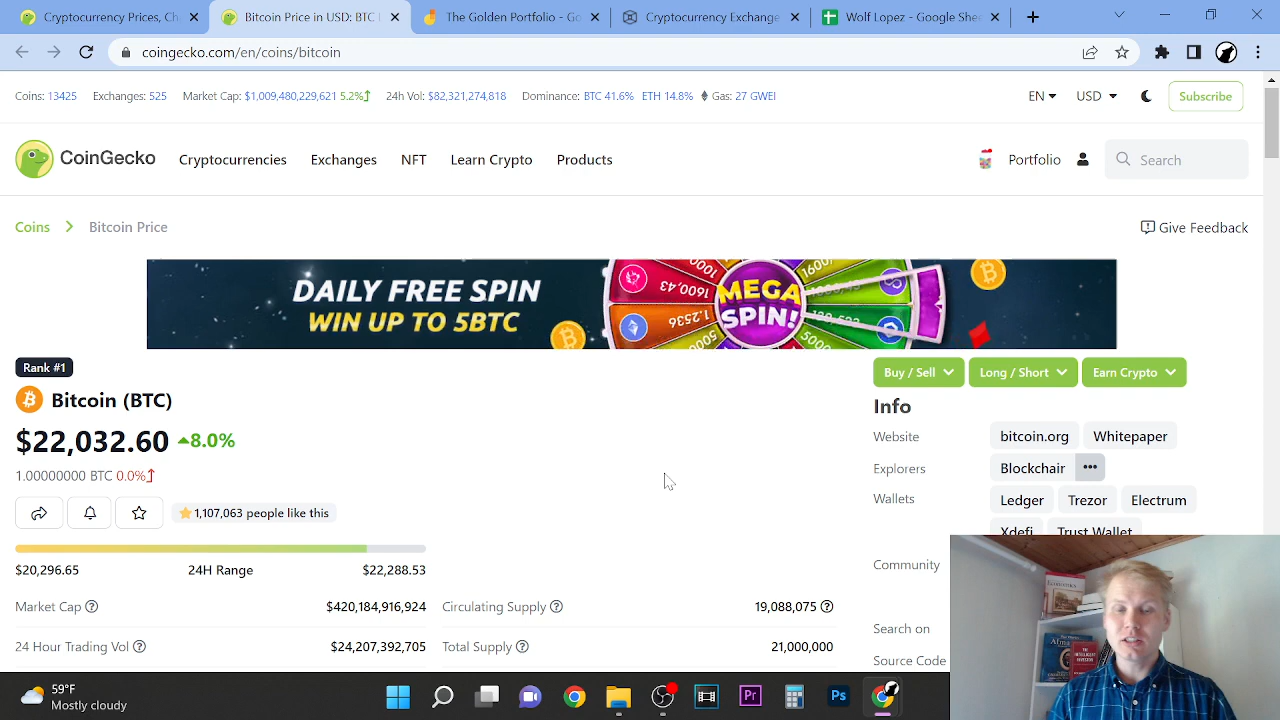 Golden Portfolio Prices, Ch
Bitcoin Price in USD: BTC L
The Golden Portfolio - Go
Cryptocurrency Exchange
Ward Lopez - Google She
coingecko.com/en/coins/bitcoin
Coins: 13425 Exchanges: 525 Market Cap: $1,009,480,229,621 5.2% 24h Vol: $82,321,274,818 Dominance: BTC 41.6% ETH 14.8% Gas: 27 GWEI
EN USD Subscribe
CoinGecko Cryptocurrencies Exchanges NFT Learn Crypto Products Portfolio Search
Coins Bitcoin Price Give Feedback
DAILY FREE SPIN
WIN UP TO 5BTC
MEGA
SPIN!
Rank #1
Bitcoin (BTC)
$22,032.60 8.0%
1.00000000 BTC 0.0%
1,107,063 people like this
$20,296.65 24H Range $22,288.53
Market Cap $420,184,916,924 Circulating Supply 19,088,075
24 Hour Trading Vol Total Supply 21,000,000
Buy / Sell Long / Short Earn Crypto
Info
Website bitcoin.org Whitepaper
Explorers Blockchair
Wallets Ledger Trezor Electrum
Xdefi Trust Wallet
Community
Search on
Source Code
59°F
Mostly cloudy
Pr
Ps